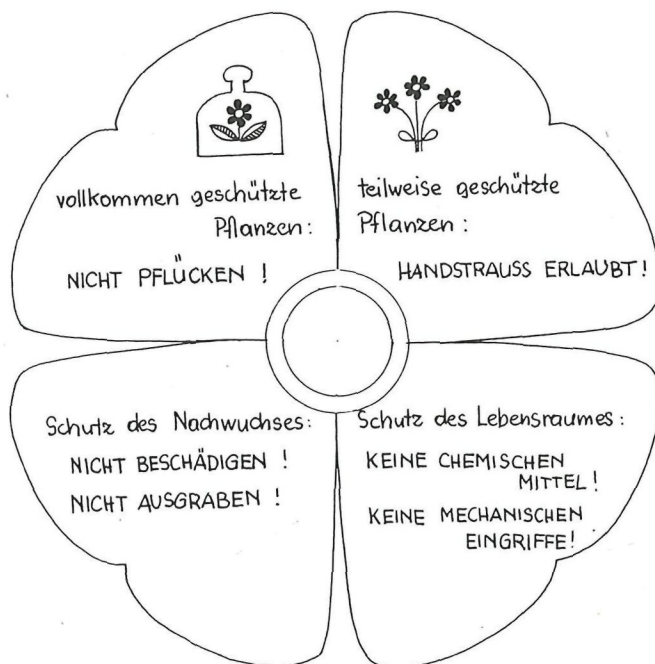 vollkommen geschützte
Pflanzen:
NICHT PFLÜCKEN !
teilweise geschützte
Pflanzen:
HANDSTRAUSS ERLAUBT!
Schutz des Nachwuchses:
NICHT BESCHÄDIGEN !
NICHT AUSGRABEN !
Schutz des Lebensraumes:
KEINE CHEMISCHEN
MITTEL!
KEINE MECHANISCHEN
EINGRIFFE!